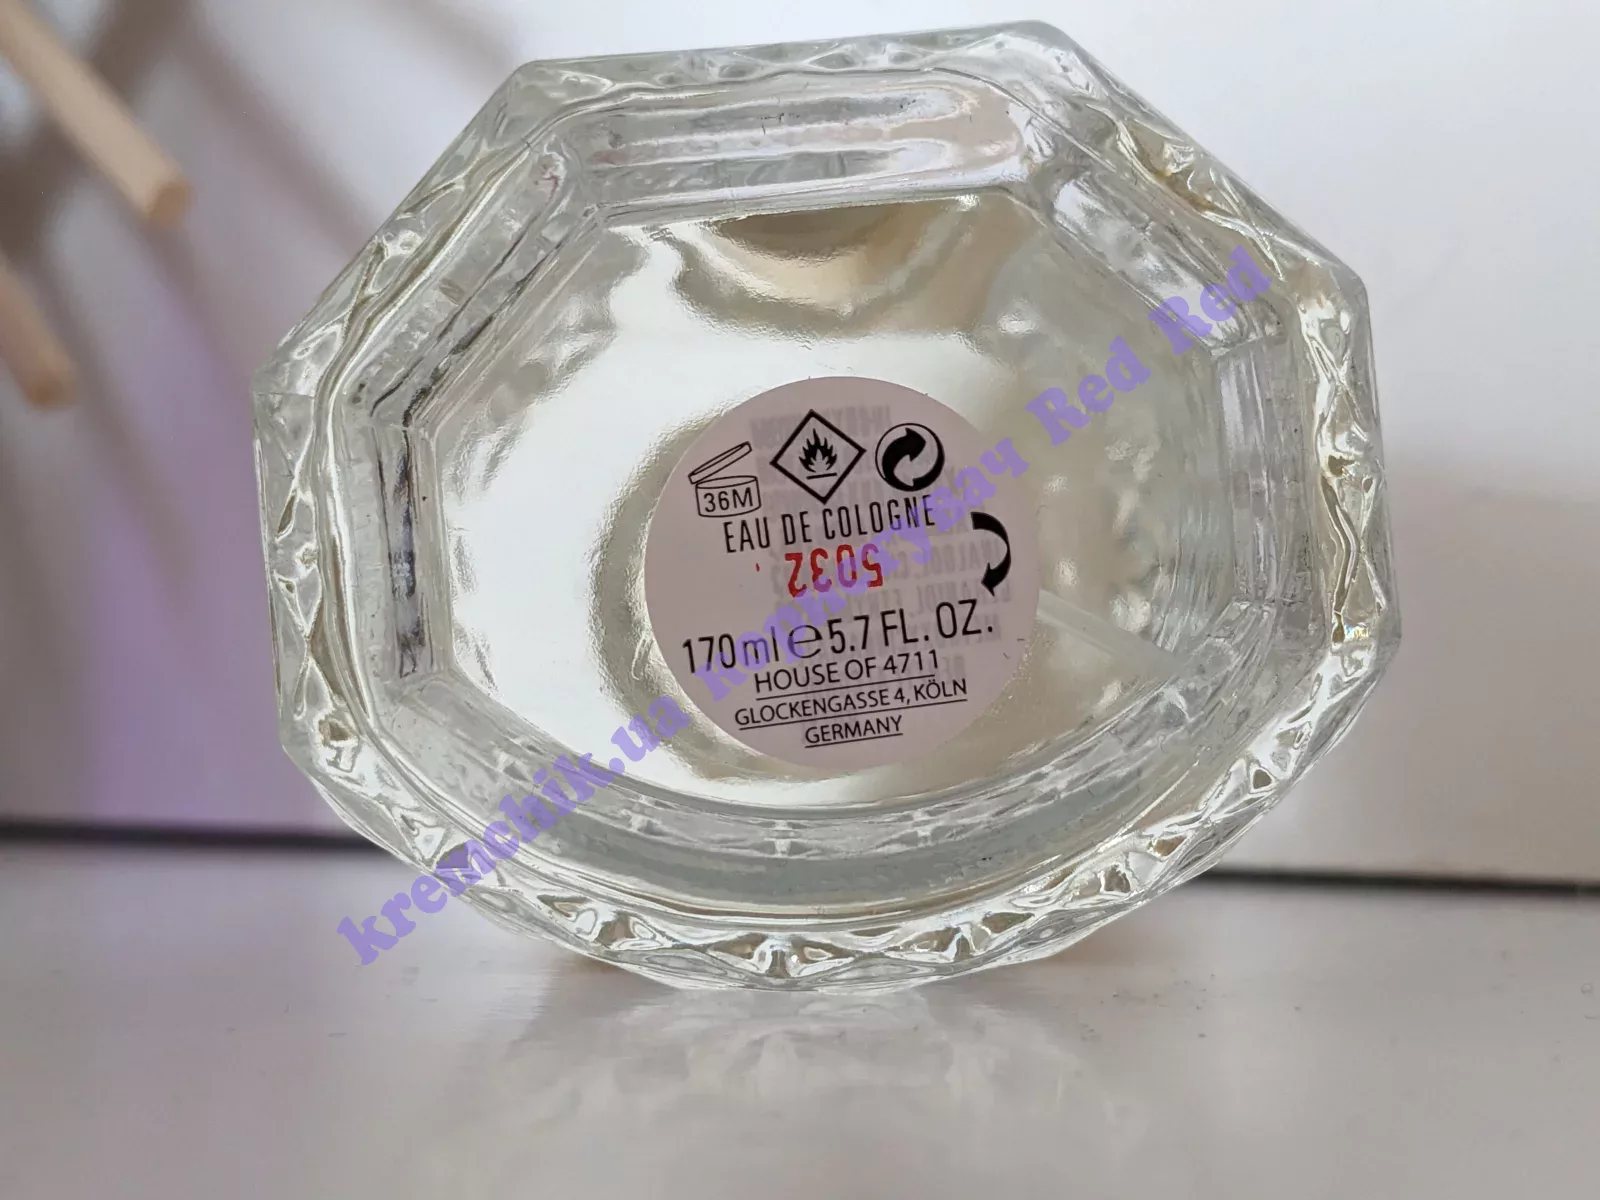 36M
EAU DE COLOGNE
5032
170ml e 5.7 FL. OZ.
HOUSE OF 4711
GLOCKENGASSE 4, KÖLN
GERMANY
kremchik.ua Користувач Red Red